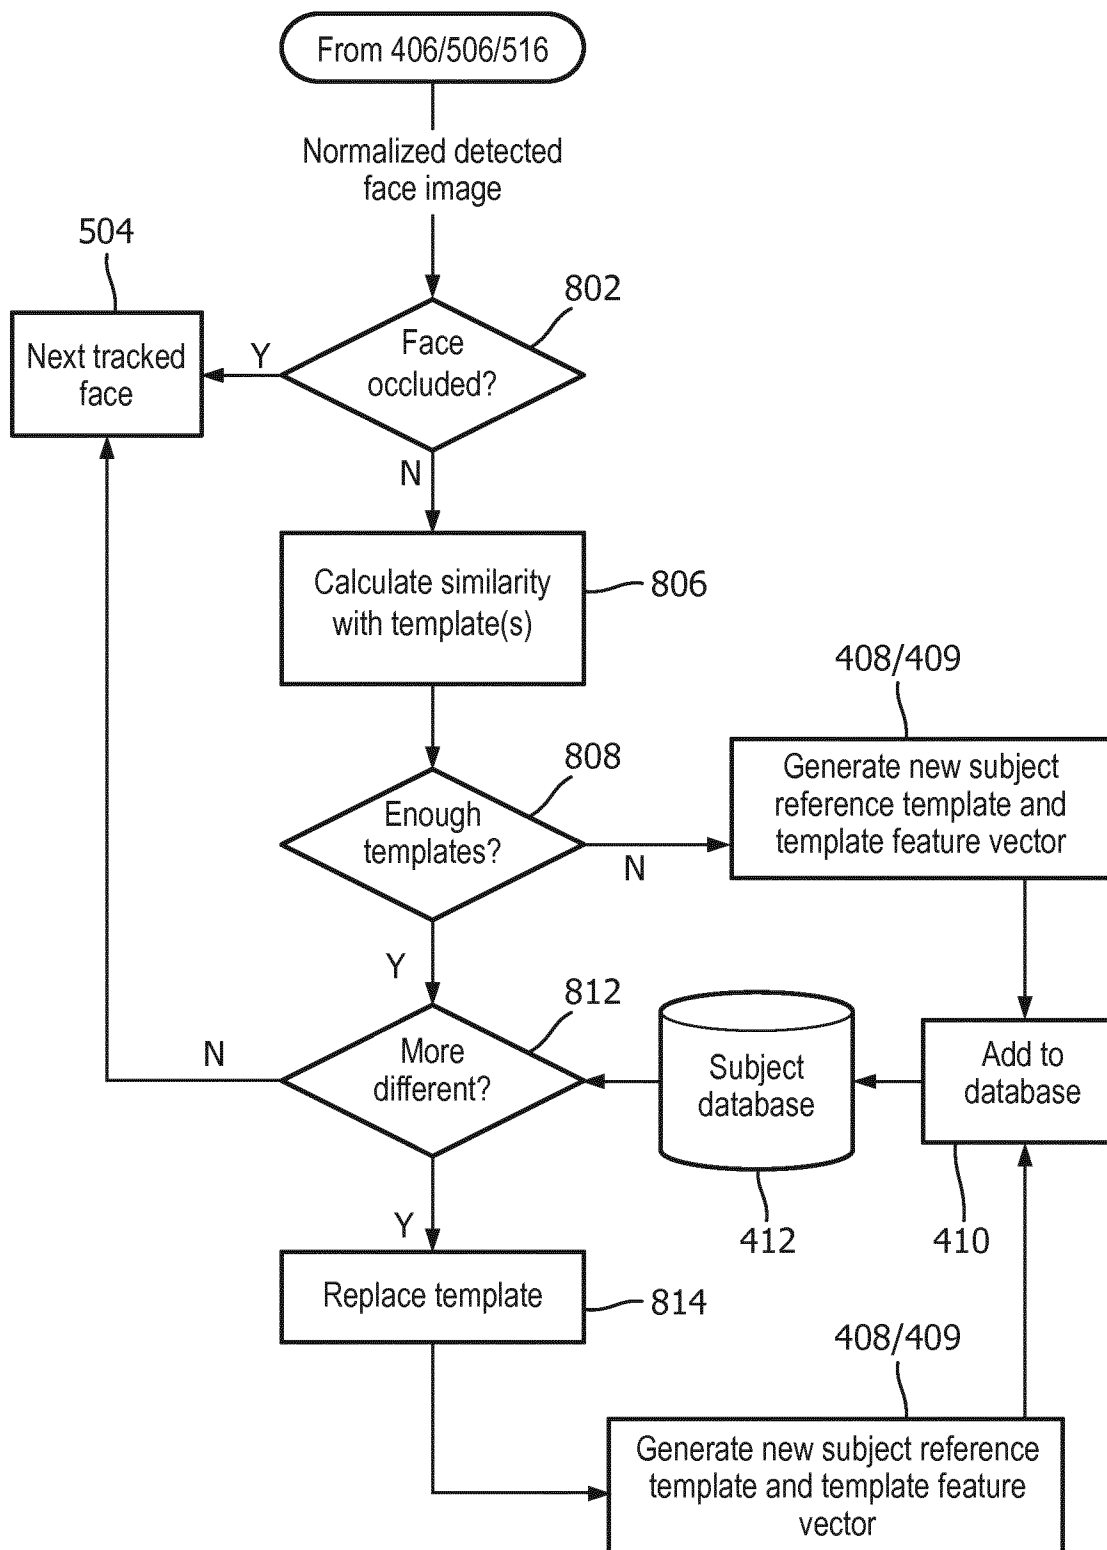 From 406/506/516
Normalized detected
face image
504
802
Next tracked
face
Y
Face
occluded?
N
Calculate similarity
with template(s)
806
408/409
808
Generate new subject
reference template and
template feature vector
Enough
templates?
N
Y
812
N
More
different?
Subject
database
Add to
database
Y
412
410
Replace template
814
408/409
Generate new subject reference
template and template feature
vector